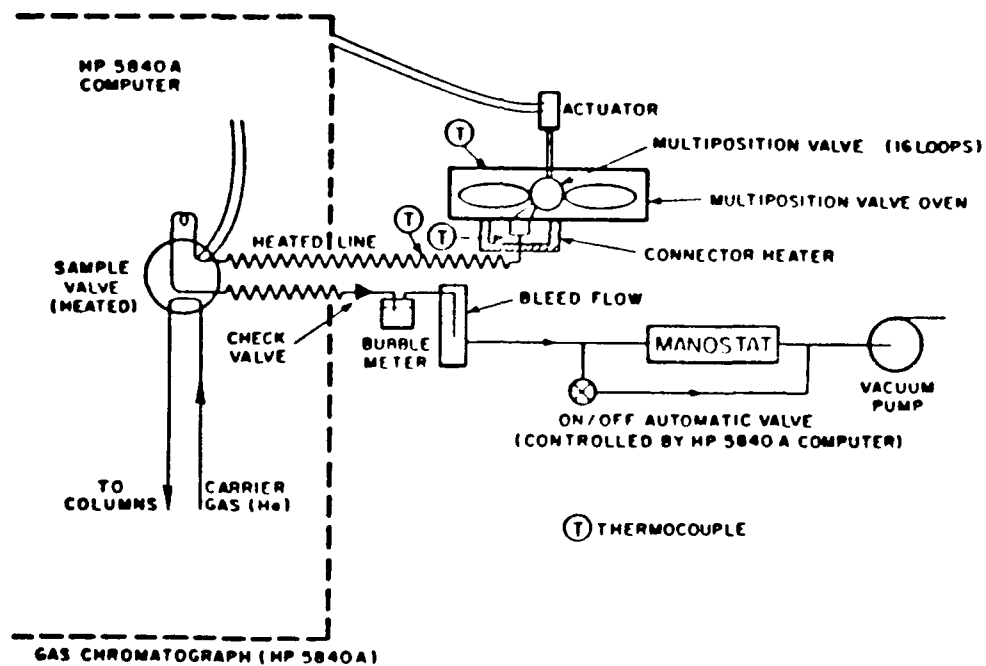 HP 5840A
COMPUTER
ACTUATOR
T
MULTIPOSITION VALVE (16 LOOPS)
MULTIPOSITION VALVE OVEN
T
T
HEATED LINE
CONNECTOR HEATER
SAMPLE
VALVE
(HEATED)
BLEED FLOW
CHECK
VALVE
BUBBLE
METER
MANOSTAT
VACUUM
PUMP
ON/OFF AUTOMATIC VALVE
(CONTROLLED BY HP 5840A COMPUTER)
TO
COLUMNS
CARRIER
GAS (He)
T THERMOCOUPLE
GAS CHROMATOGRAPH (HP 5840A)